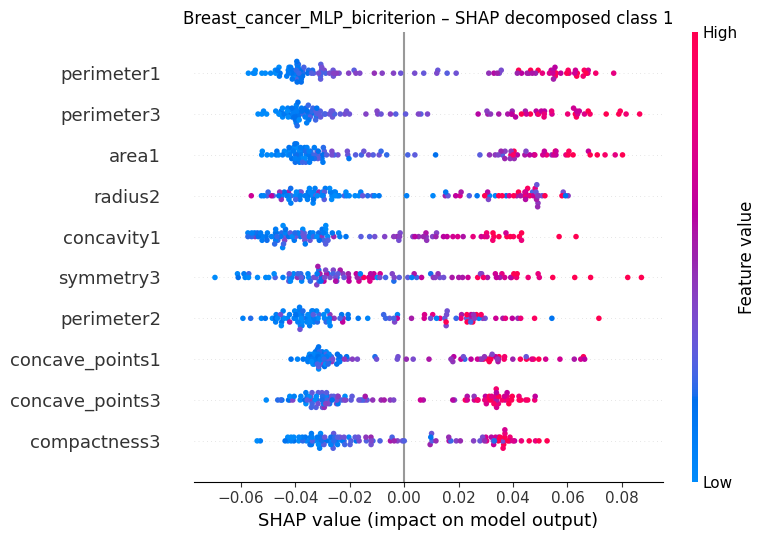 Breast_cancer_MLP_bicriterion – SHAP decomposed class 1
High
perimeter1
perimeter3
area1
radius2
concavity1
symmetry3
perimeter2
concave_points1
concave_points3
compactness3
Feature value
Low
−0.06 −0.04 −0.02 0.00 0.02 0.04 0.06 0.08
SHAP value (impact on model output)